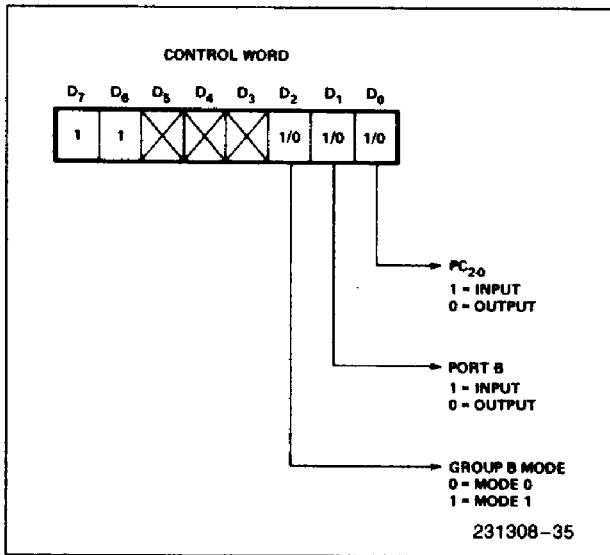 CONTROL WORD
D7 D6 D5 D4 D3 D2 D1 D0
1 1 1/0 1/0 1/0
PC2-0
1 = INPUT
0 = OUTPUT
PORT B
1 = INPUT
0 = OUTPUT
GROUP B MODE
0 = MODE 0
1 = MODE 1
231308-35